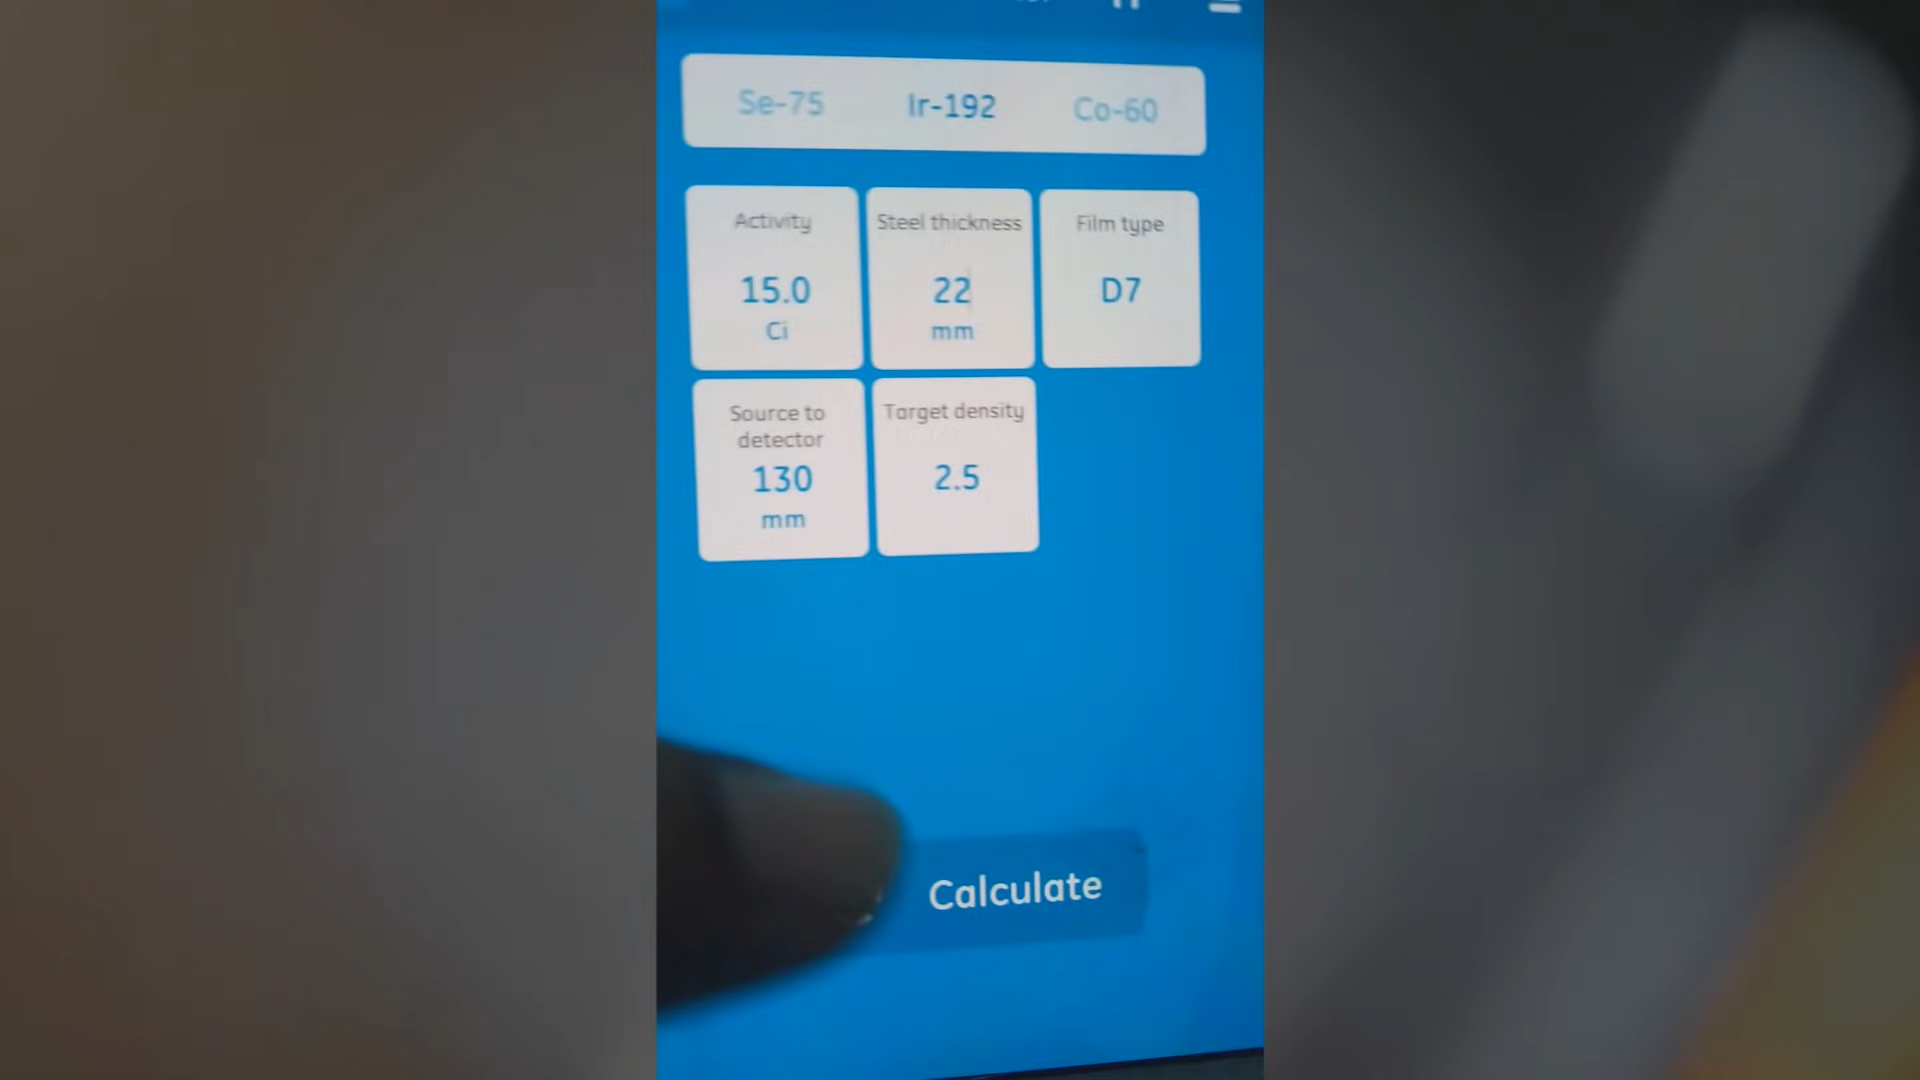 Se-75 Ir-192 Co-60
Activity
15.0
Ci
Steel thickness
22
mm
Film type
D7
Source to
detector
130
mm
Target density
2.5
Calculate